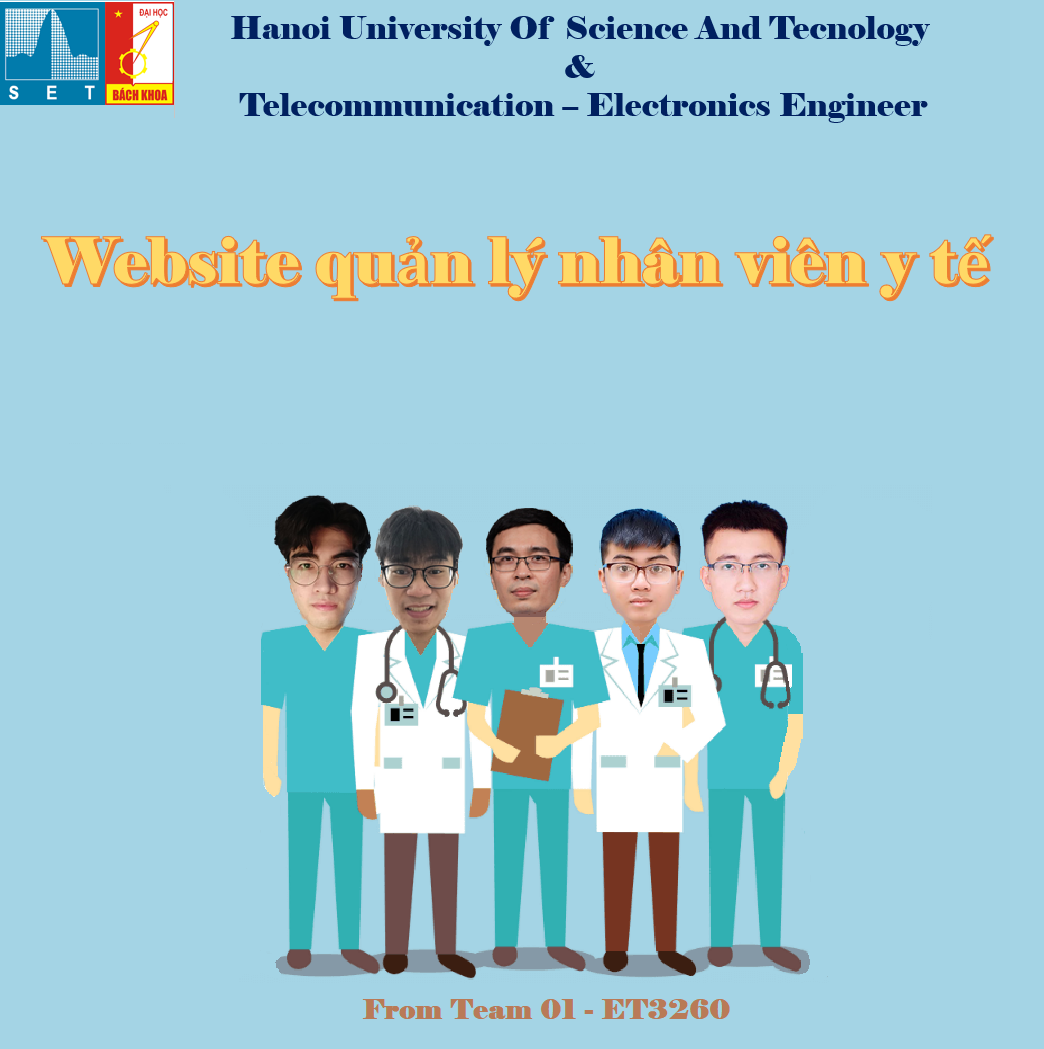 SET
ĐẠI HỌC
BÁCH KHOA
Hanoi University Of Science And Tecnology
&
Telecommunication – Electronics Engineer
Website quản lý nhân viên y tế
From Team 01 - ET3260